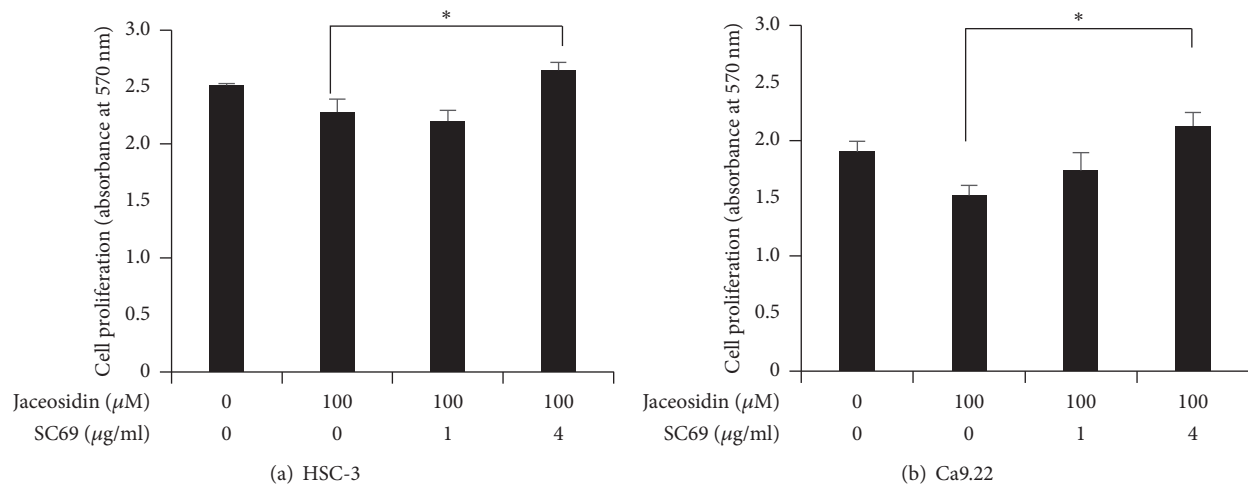 Cell proliferation (absorbance at 570 nm)
3.0
2.5
2.0
1.5
1.0
0.5
0
*
Jaceosidin (μM) 0 100 100 100
SC69 (μg/ml) 0 0 1 4
(a) HSC-3
Cell proliferation (absorbance at 570 nm)
3.0
2.5
2.0
1.5
1.0
0.5
0
*
Jaceosidin (μM) 0 100 100 100
SC69 (μg/ml) 0 0 1 4
(b) Ca9.22